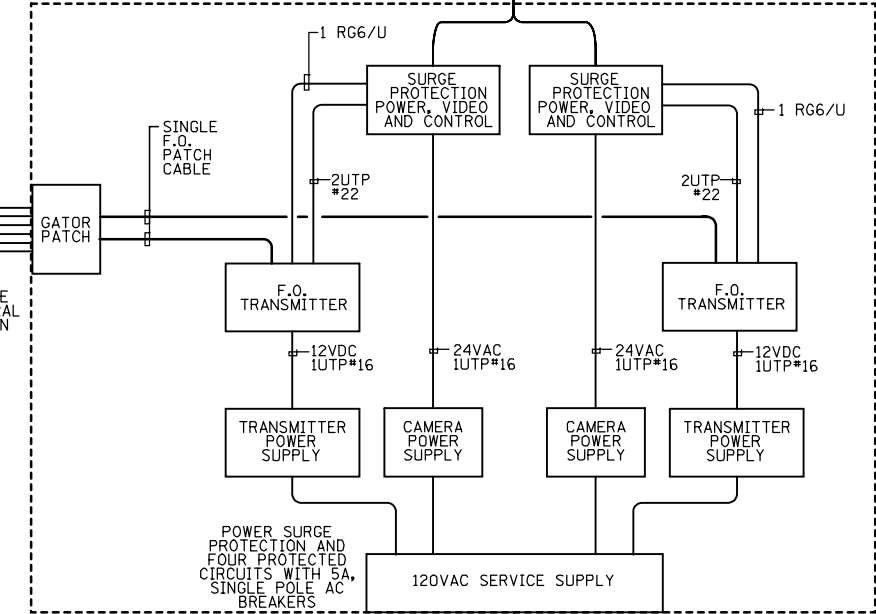 1 RG6/U
SURGE
PROTECTION
POWER, VIDEO
AND CONTROL
SURGE
PROTECTION
POWER, VIDEO
AND CONTROL
1 RG6/U
SINGLE
F.O.
PATCH
CABLE
2UTP
#22
2UTP
#22
GATOR
PATCH
F.O.
TRANSMITTER
F.O.
TRANSMITTER
E
AL
N
12VDC
1UTP#16
24VAC
1UTP#16
24VAC
1UTP#16
12VDC
1UTP#16
TRANSMITTER
POWER
SUPPLY
CAMERA
POWER
SUPPLY
CAMERA
POWER
SUPPLY
TRANSMITTER
POWER
SUPPLY
POWER SURGE
PROTECTION AND
FOUR PROTECTED
CIRCUITS WITH 5A,
SINGLE POLE AC
BREAKERS
120VAC SERVICE SUPPLY